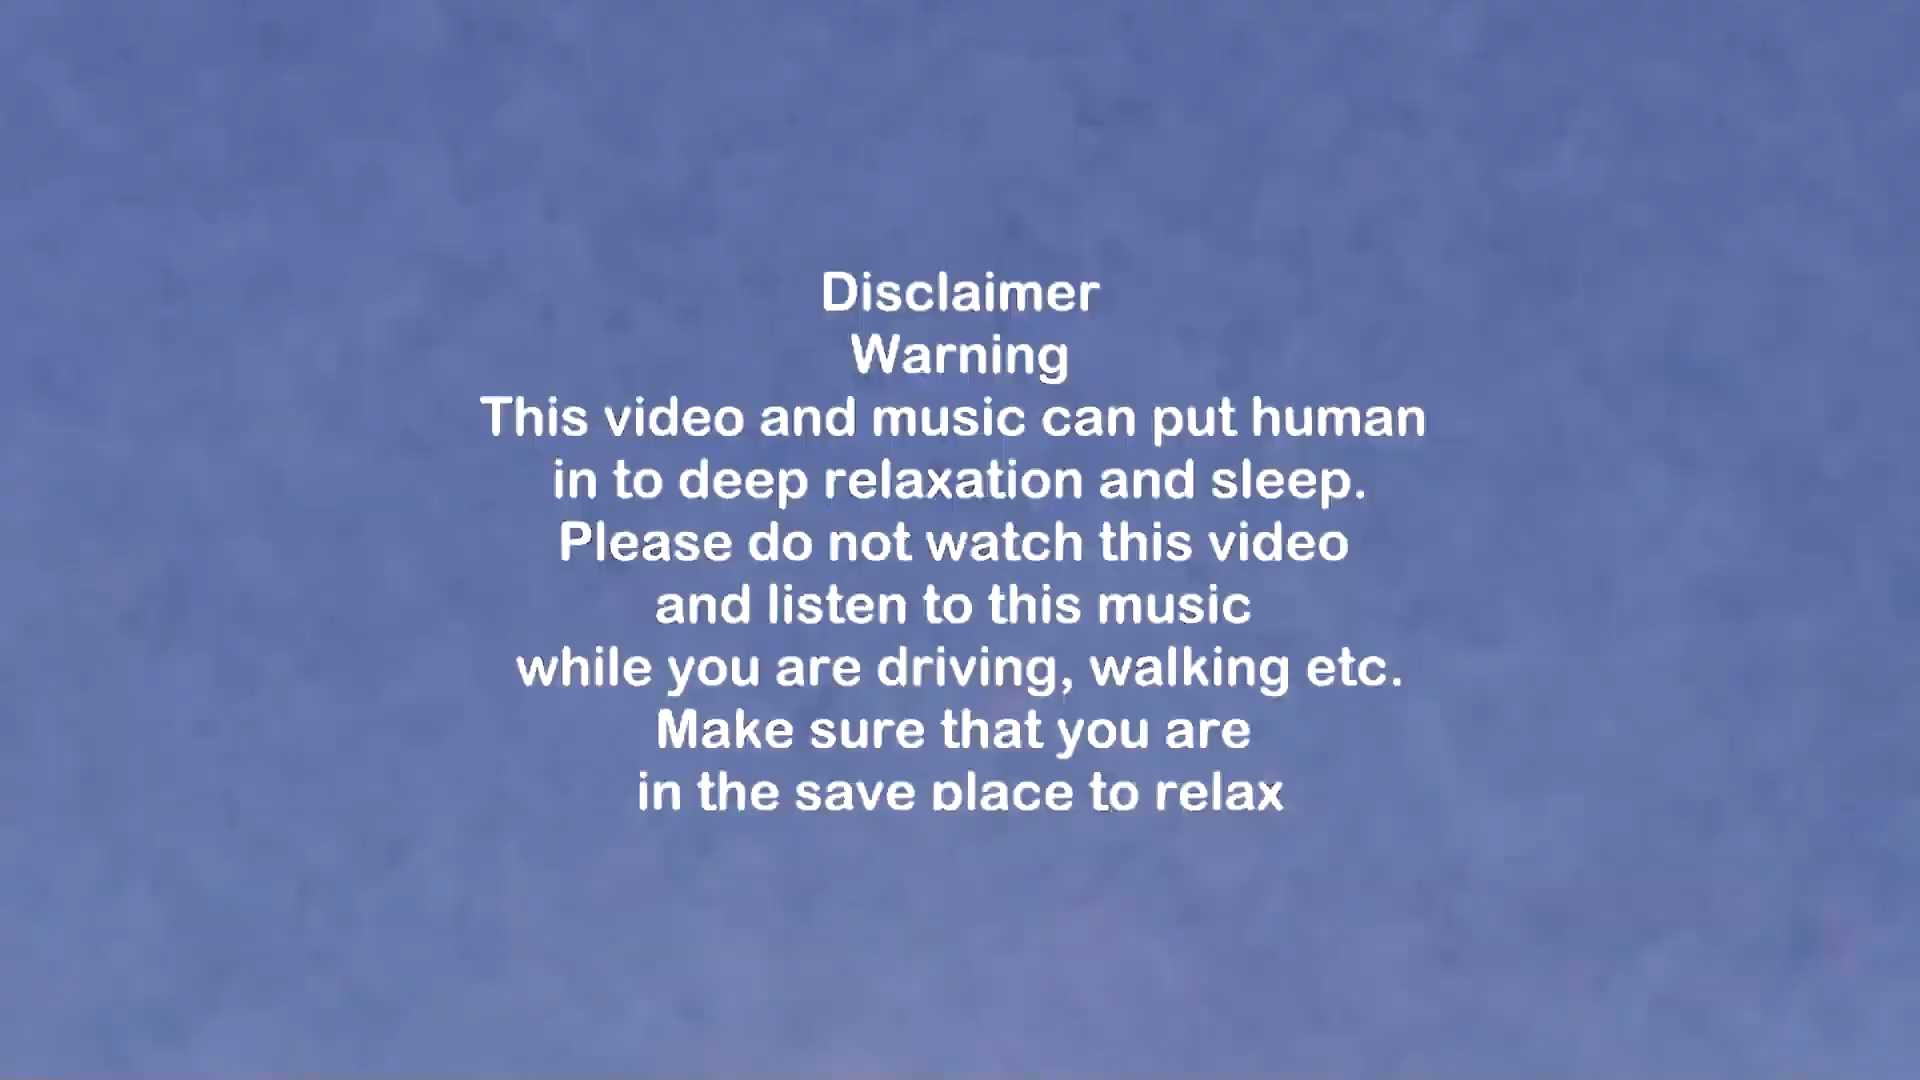 Disclaimer
Warning
This video and music can put human
in to deep relaxation and sleep.
Please do not watch this video
and listen to this music
while you are driving, walking etc.
Make sure that you are
in the save place to relax